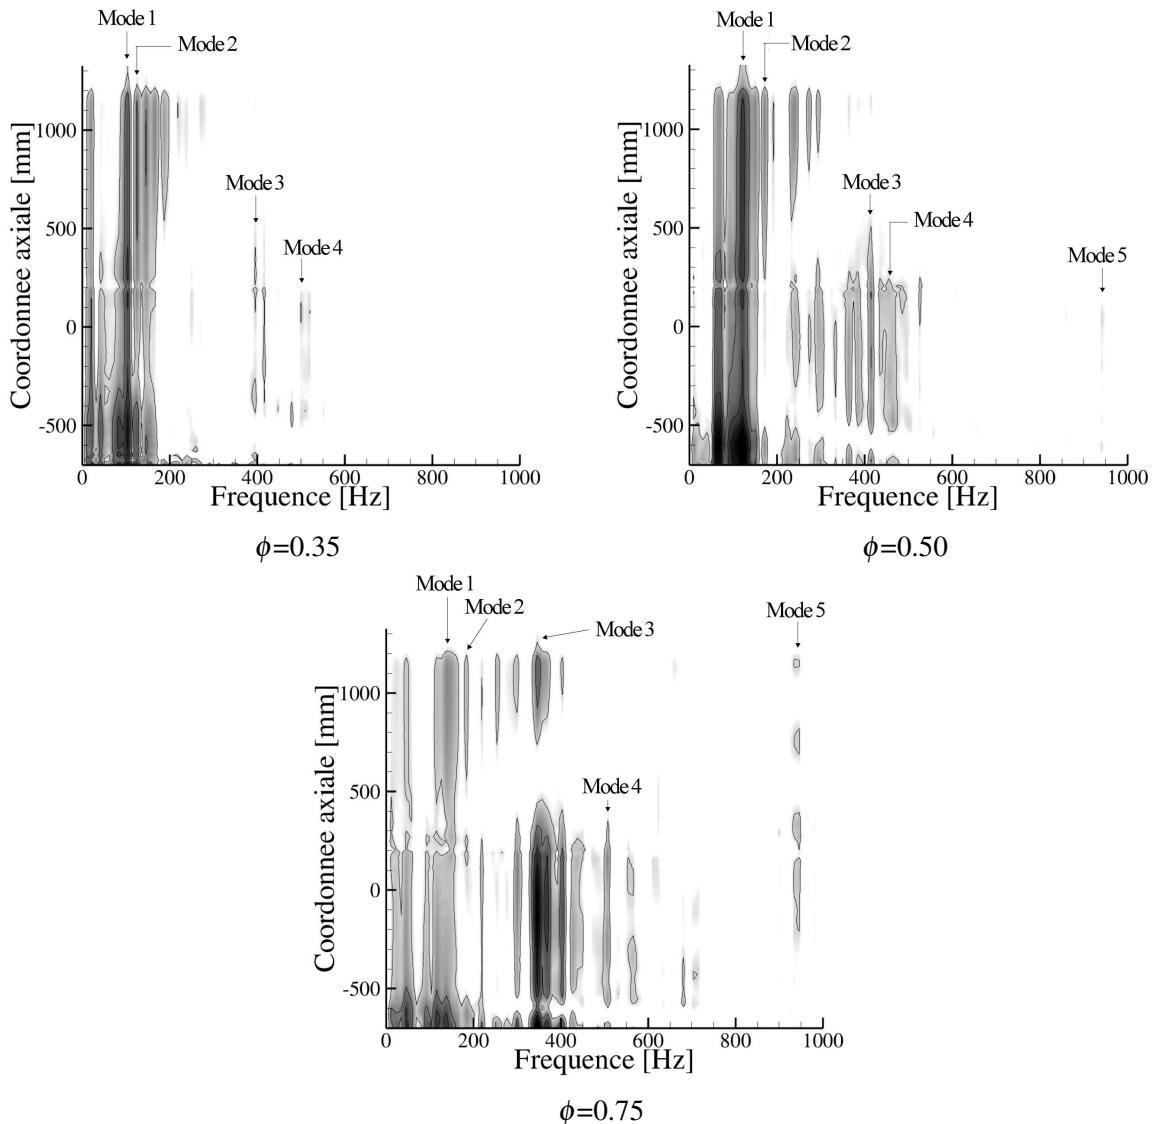 Mode 1
Mode 2
Mode 3
Mode 4
Coordonnee axiale [mm]
1000
500
0
-500
0 200 400 600 800 1000
Frequence [Hz]
ϕ=0.35
Mode 1
Mode 2
Mode 3
Mode 4
Mode 5
Coordonnee axiale [mm]
1000
500
0
-500
0 200 400 600 800 1000
Frequence [Hz]
ϕ=0.50
Mode 1
Mode 2
Mode 3
Mode 5
Mode 4
Coordonnee axiale [mm]
1000
500
0
-500
0 200 400 600 800 1000
Frequence [Hz]
ϕ=0.75